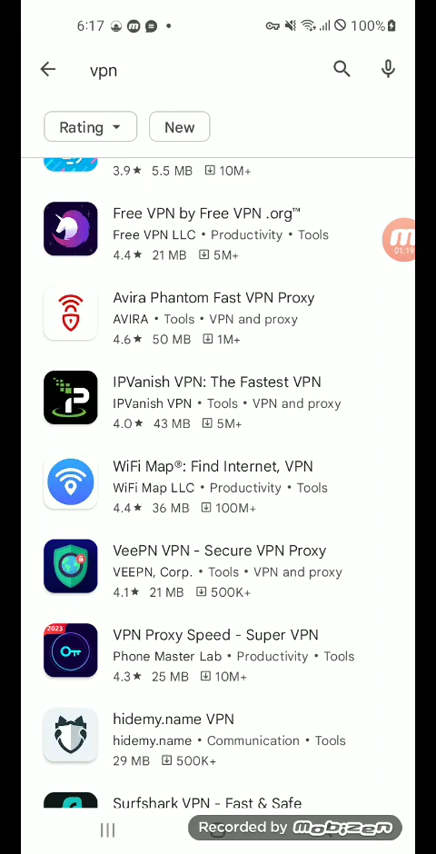 6:17
100%
vpn
Rating
New
3.9★ 5.5 MB 10M+
Free VPN by Free VPN .org™
Free VPN LLC • Productivity • Tools
4.4★ 21 MB 5M+
01:19
Avira Phantom Fast VPN Proxy
AVIRA • Tools • VPN and proxy
4.6★ 50 MB 1M+
IPVanish VPN: The Fastest VPN
IPVanish VPN • Tools • VPN and proxy
4.0★ 43 MB 5M+
WiFi Map®: Find Internet, VPN
WiFi Map LLC • Productivity • Tools
4.4★ 36 MB 100M+
VeePN VPN - Secure VPN Proxy
VEEPN, Corp. • Tools • VPN and proxy
4.1★ 21 MB 500K+
2023
VPN Proxy Speed - Super VPN
Phone Master Lab • Productivity • Tools
4.3★ 25 MB 10M+
hidemy.name VPN
hidemy.name • Communication • Tools
29 MB 500K+
Surfshark VPN - Fast & Safe
Recorded by mobizen